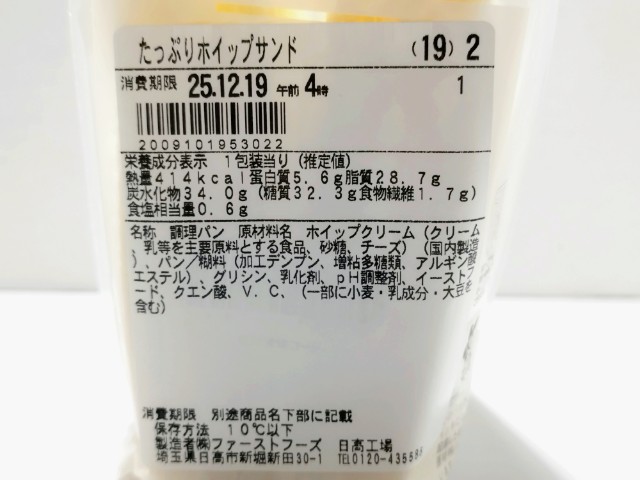 たっぷりホイップサンド (19) 2
消費期限 25.12.19 午前 4時 1
2009101953022
栄養成分表示 1包装当り (推定値)
熱量414kcal蛋白質5.6g脂質28.7g
炭水化物34.0g(糖質32.3g食物繊維1.7g)
食塩相当量0.6g
名称 調理パン 原材料名 ホイップクリーム(クリーム
、乳等を主要原料とする食品、砂糖、チーズ)(国内製造
)、パン/糊料(加工デンプン、増粘多糖類、アルギン酸
エステル)、グリシン、乳化剤、pH調整剤、イーストフ
ード、クエン酸、V.C、(一部に小麦・乳成分・大豆を
含む)
消費期限 別途商品名下部に記載
保存方法 10℃以下
製造者㈱ファーストフーズ 日高工場
埼玉県日高市新堀新田30-1 TEL0120-435